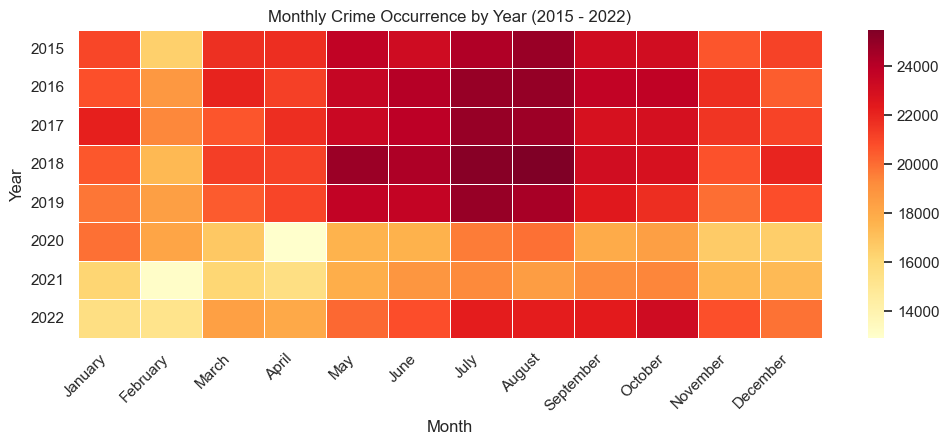 Monthly Crime Occurrence by Year (2015 - 2022)
Year
2015
2016
2017
2018
2019
2020
2021
2022
January
February
March
April
May
June
July
August
September
October
November
December
Month
24000
22000
20000
18000
16000
14000